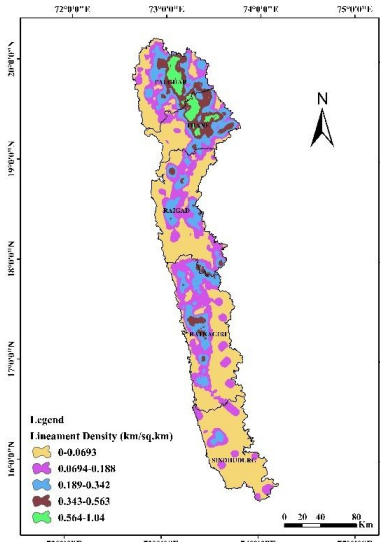 72°0'0"E 73°0'0"E 74°0'0"E 75°0'0"E
20°0'0"N
PALGHAR
N
THANE
19°0'0"N
RAIGAD
18°0'0"N
RATNAGIRI
17°0'0"N
Legend
Lineament Density (km/sq.km)
0-0.0693
0.0694-0.188
0.189-0.342
0.343-0.563
0.564-1.04
16°0'0"N
SINDHUDURG
0 20 40 80
Km